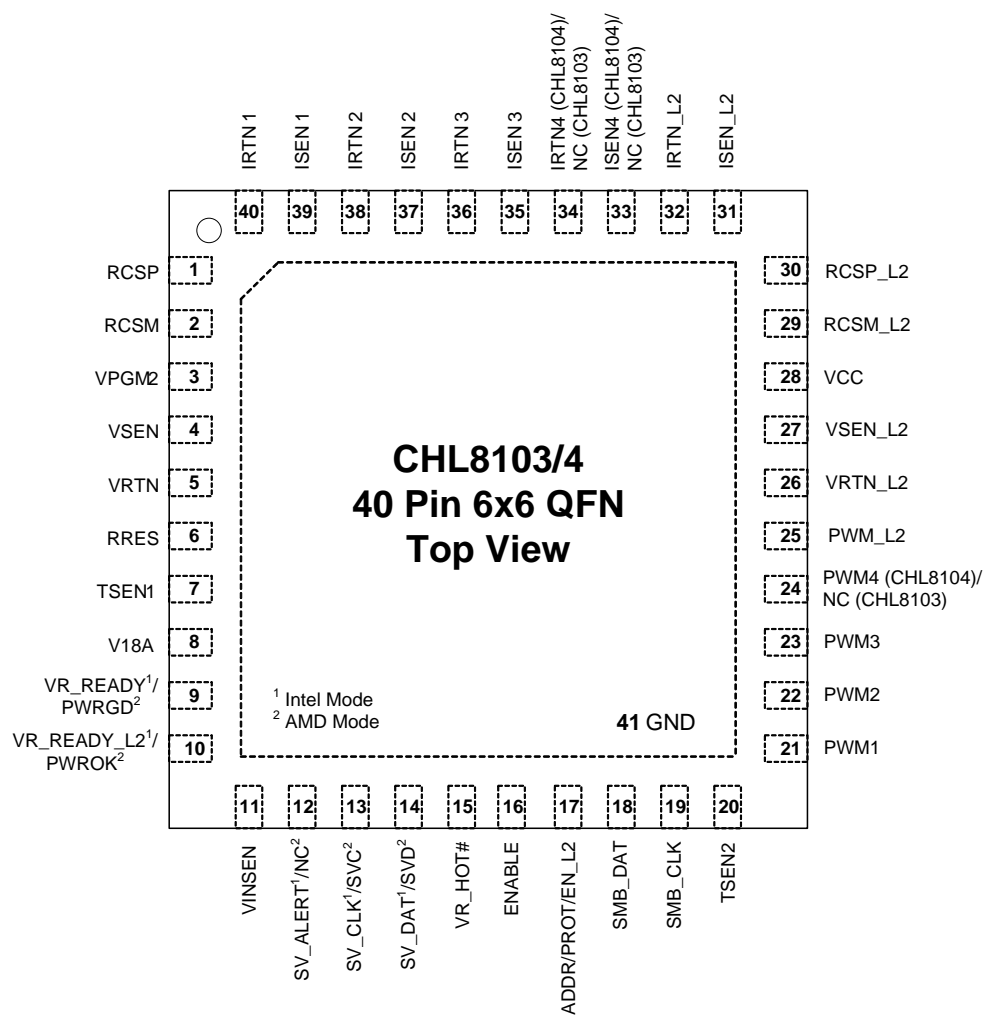 IRTN 1
ISEN 1
IRTN 2
ISEN 2
IRTN 3
ISEN 3
IRTN4 (CHL8104)/
NC (CHL8103)
ISEN4 (CHL8104)/
NC (CHL8103)
IRTN_L2
ISEN_L2
40 39 38 37 36 35 34 33 32 31
RCSP 1
RCSM 2
VPGM2 3
VSEN 4
VRTN 5
RRES 6
TSEN1 7
V18A 8
VR_READY¹/
PWRGD²
9
VR_READY_L2¹/
PWROK²
10
CHL8103/4
40 Pin 6x6 QFN
Top View
¹ Intel Mode
² AMD Mode
41 GND
30 RCSP_L2
29 RCSM_L2
28 VCC
27 VSEN_L2
26 VRTN_L2
25 PWM_L2
24
PWM4 (CHL8104)/
NC (CHL8103)
23 PWM3
22 PWM2
21 PWM1
11 12 13 14 15 16 17 18 19 20
VINSEN
SV_ALERT¹/NC²
SV_CLK¹/SVC²
SV_DAT¹/SVD²
VR_HOT#
ENABLE
ADDR/PROT/EN_L2
SMB_DAT
SMB_CLK
TSEN2